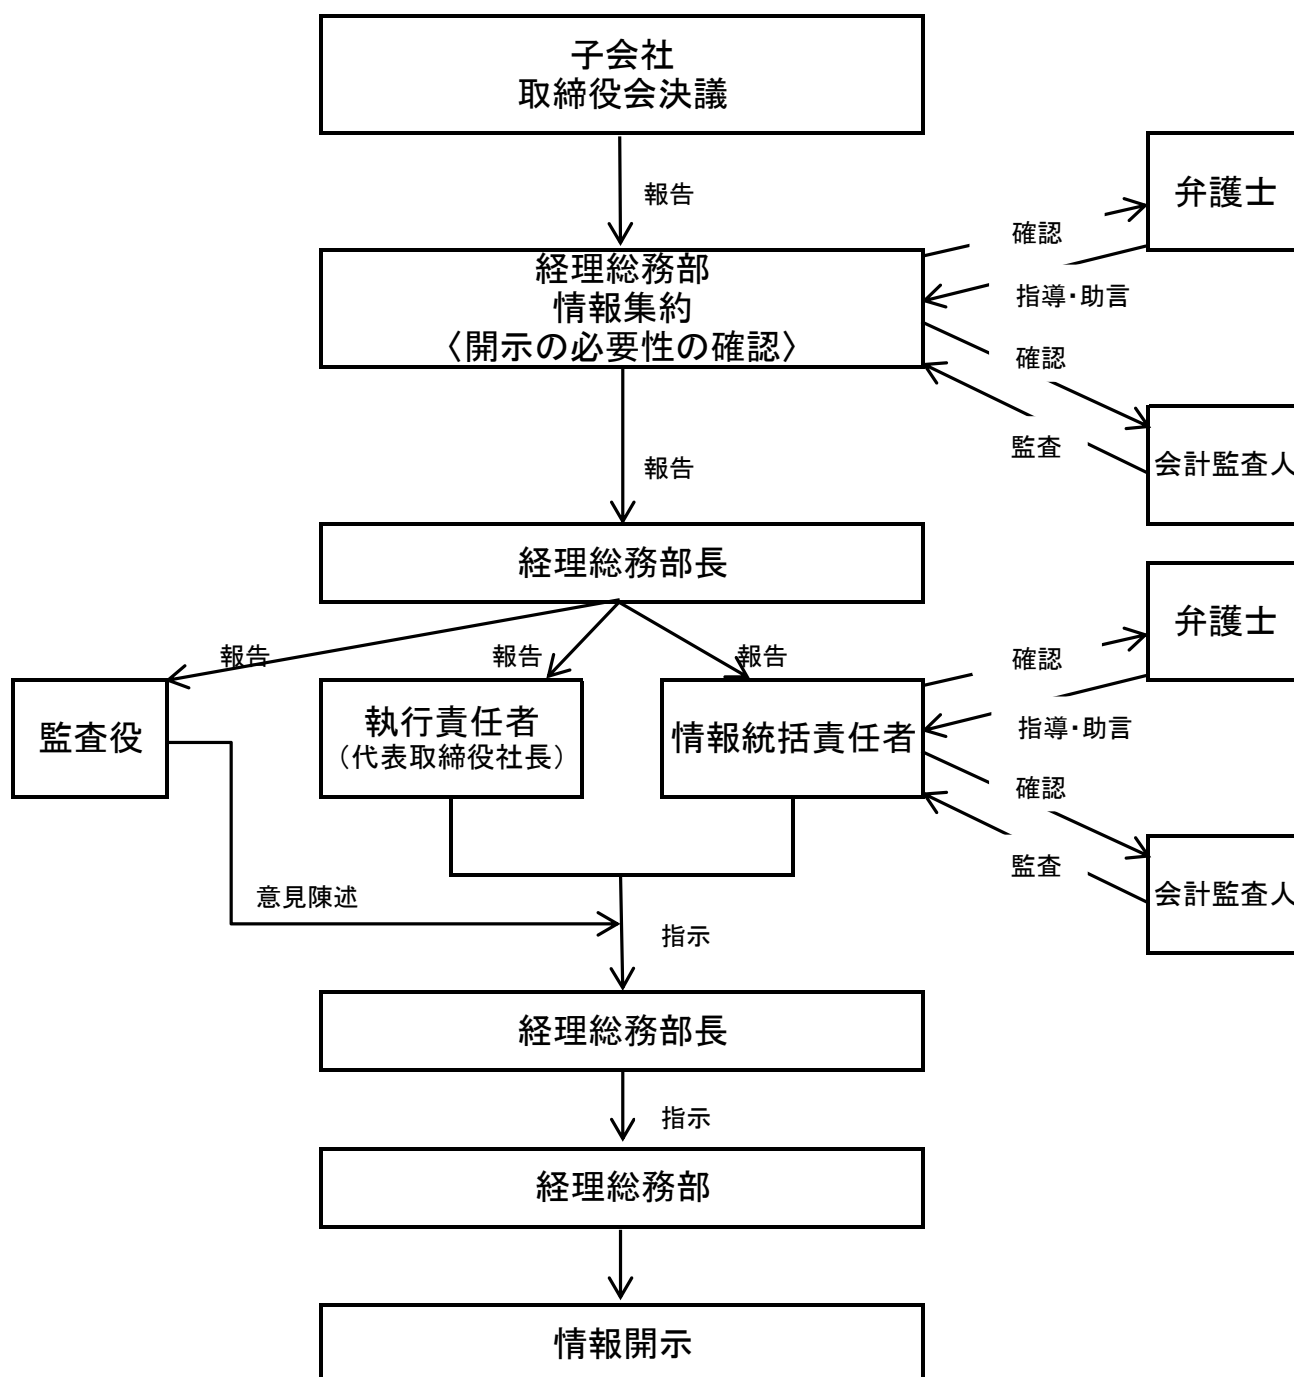 子会社
取締役会決議
報告
弁護士
確認
指導・助言
経理総務部
情報集約
〈開示の必要性の確認〉
確認
監査
会計監査人
報告
経理総務部長
弁護士
報告
報告
報告
確認
指導・助言
監査役
執行責任者
（代表取締役社長）
情報統括責任者
確認
監査
会計監査人
意見陳述
指示
経理総務部長
指示
経理総務部
情報開示